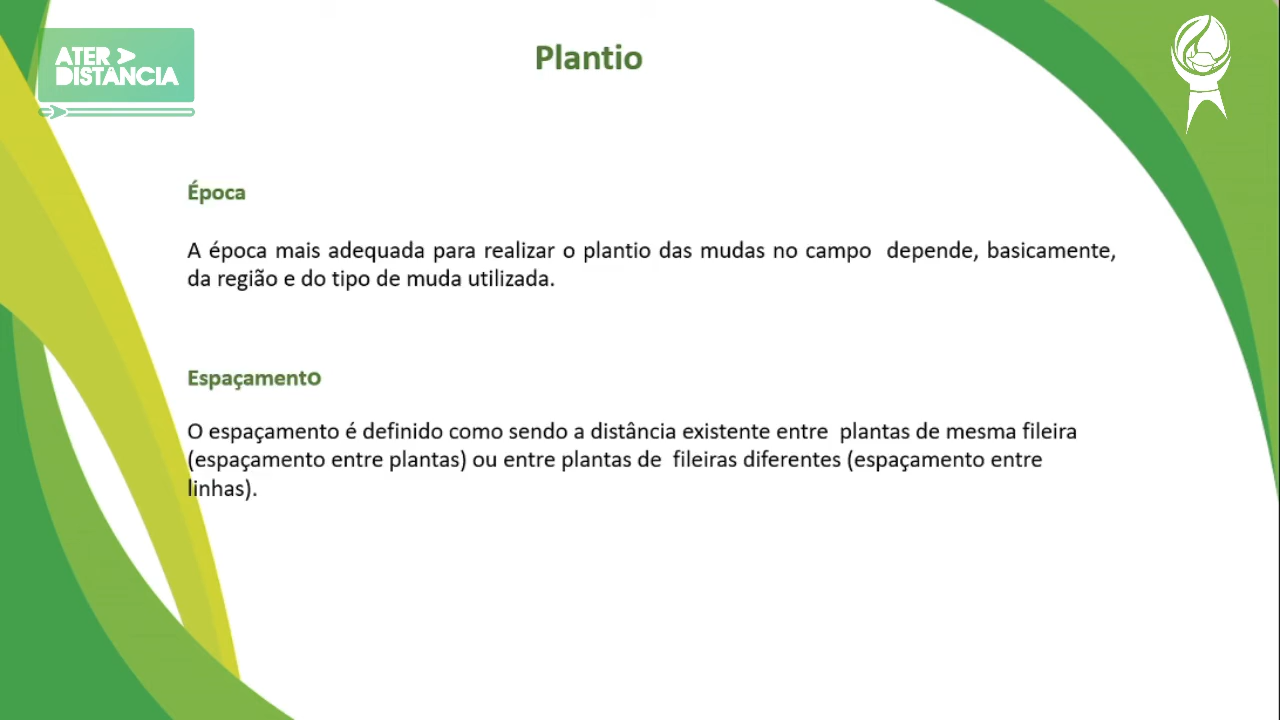 ATER
DISTANCIA
Plantio
Época
A época mais adequada para realizar o plantio das mudas no campo depende, basicamente,
da região e do tipo de muda utilizada.
Espaçamento
O espaçamento é definido como sendo a distância existente entre plantas de mesma fileira
(espaçamento entre plantas) ou entre plantas de fileiras diferentes (espaçamento entre
linhas).